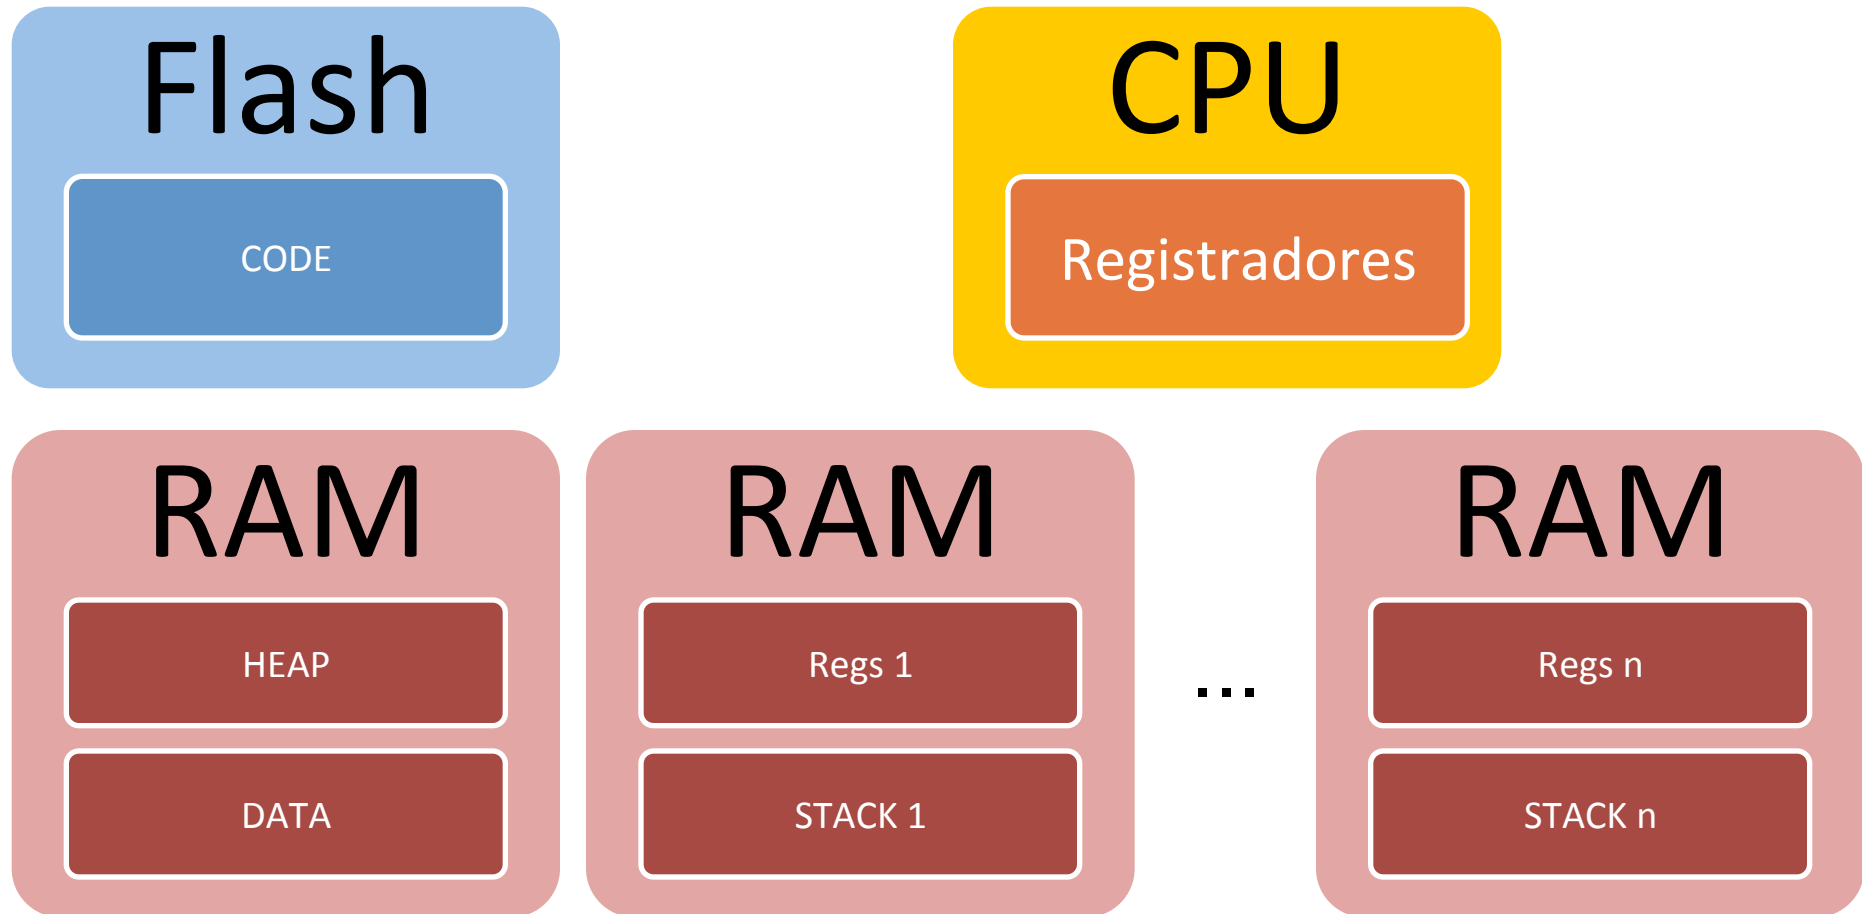 Flash
CODE
CPU
Registradores
RAM
HEAP
DATA
RAM
Regs 1
STACK 1
...
RAM
Regs n
STACK n